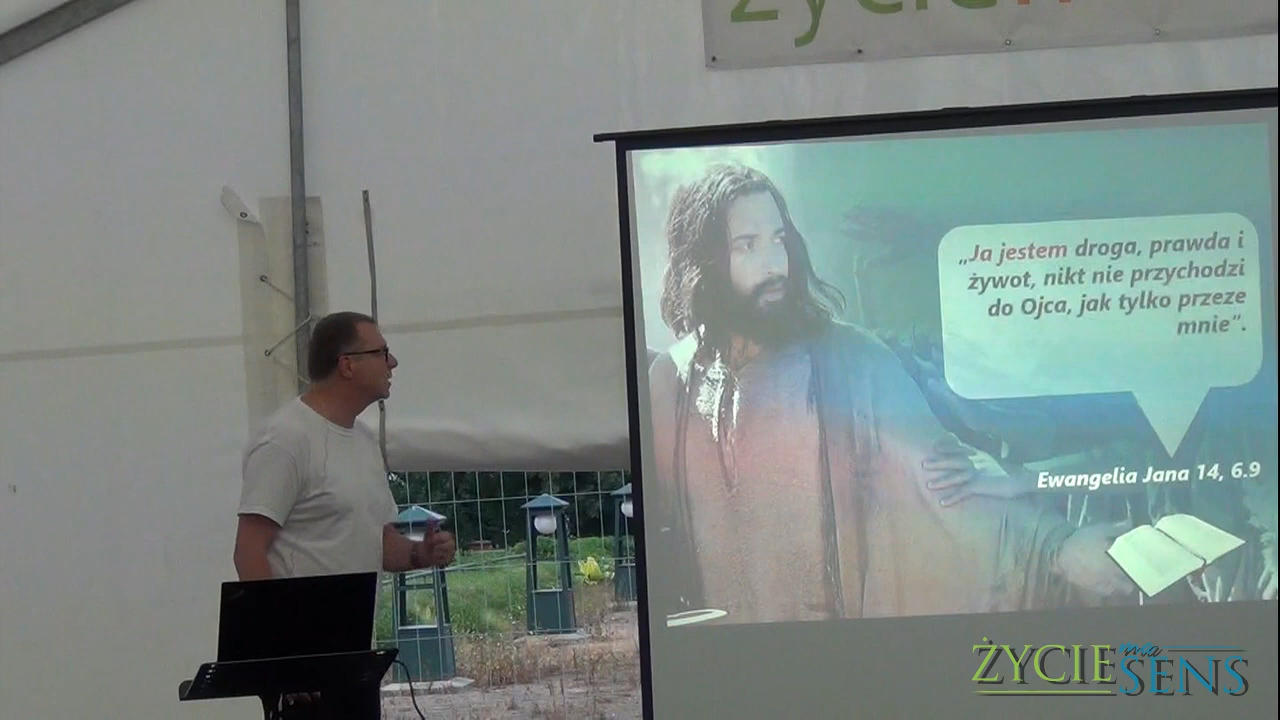 „Ja jestem droga, prawda i
żywot, nikt nie przychodzi
do Ojca, jak tylko przeze
mnie”.
Ewangelia Jana 14, 6.9
ŻYCIE ma SENS